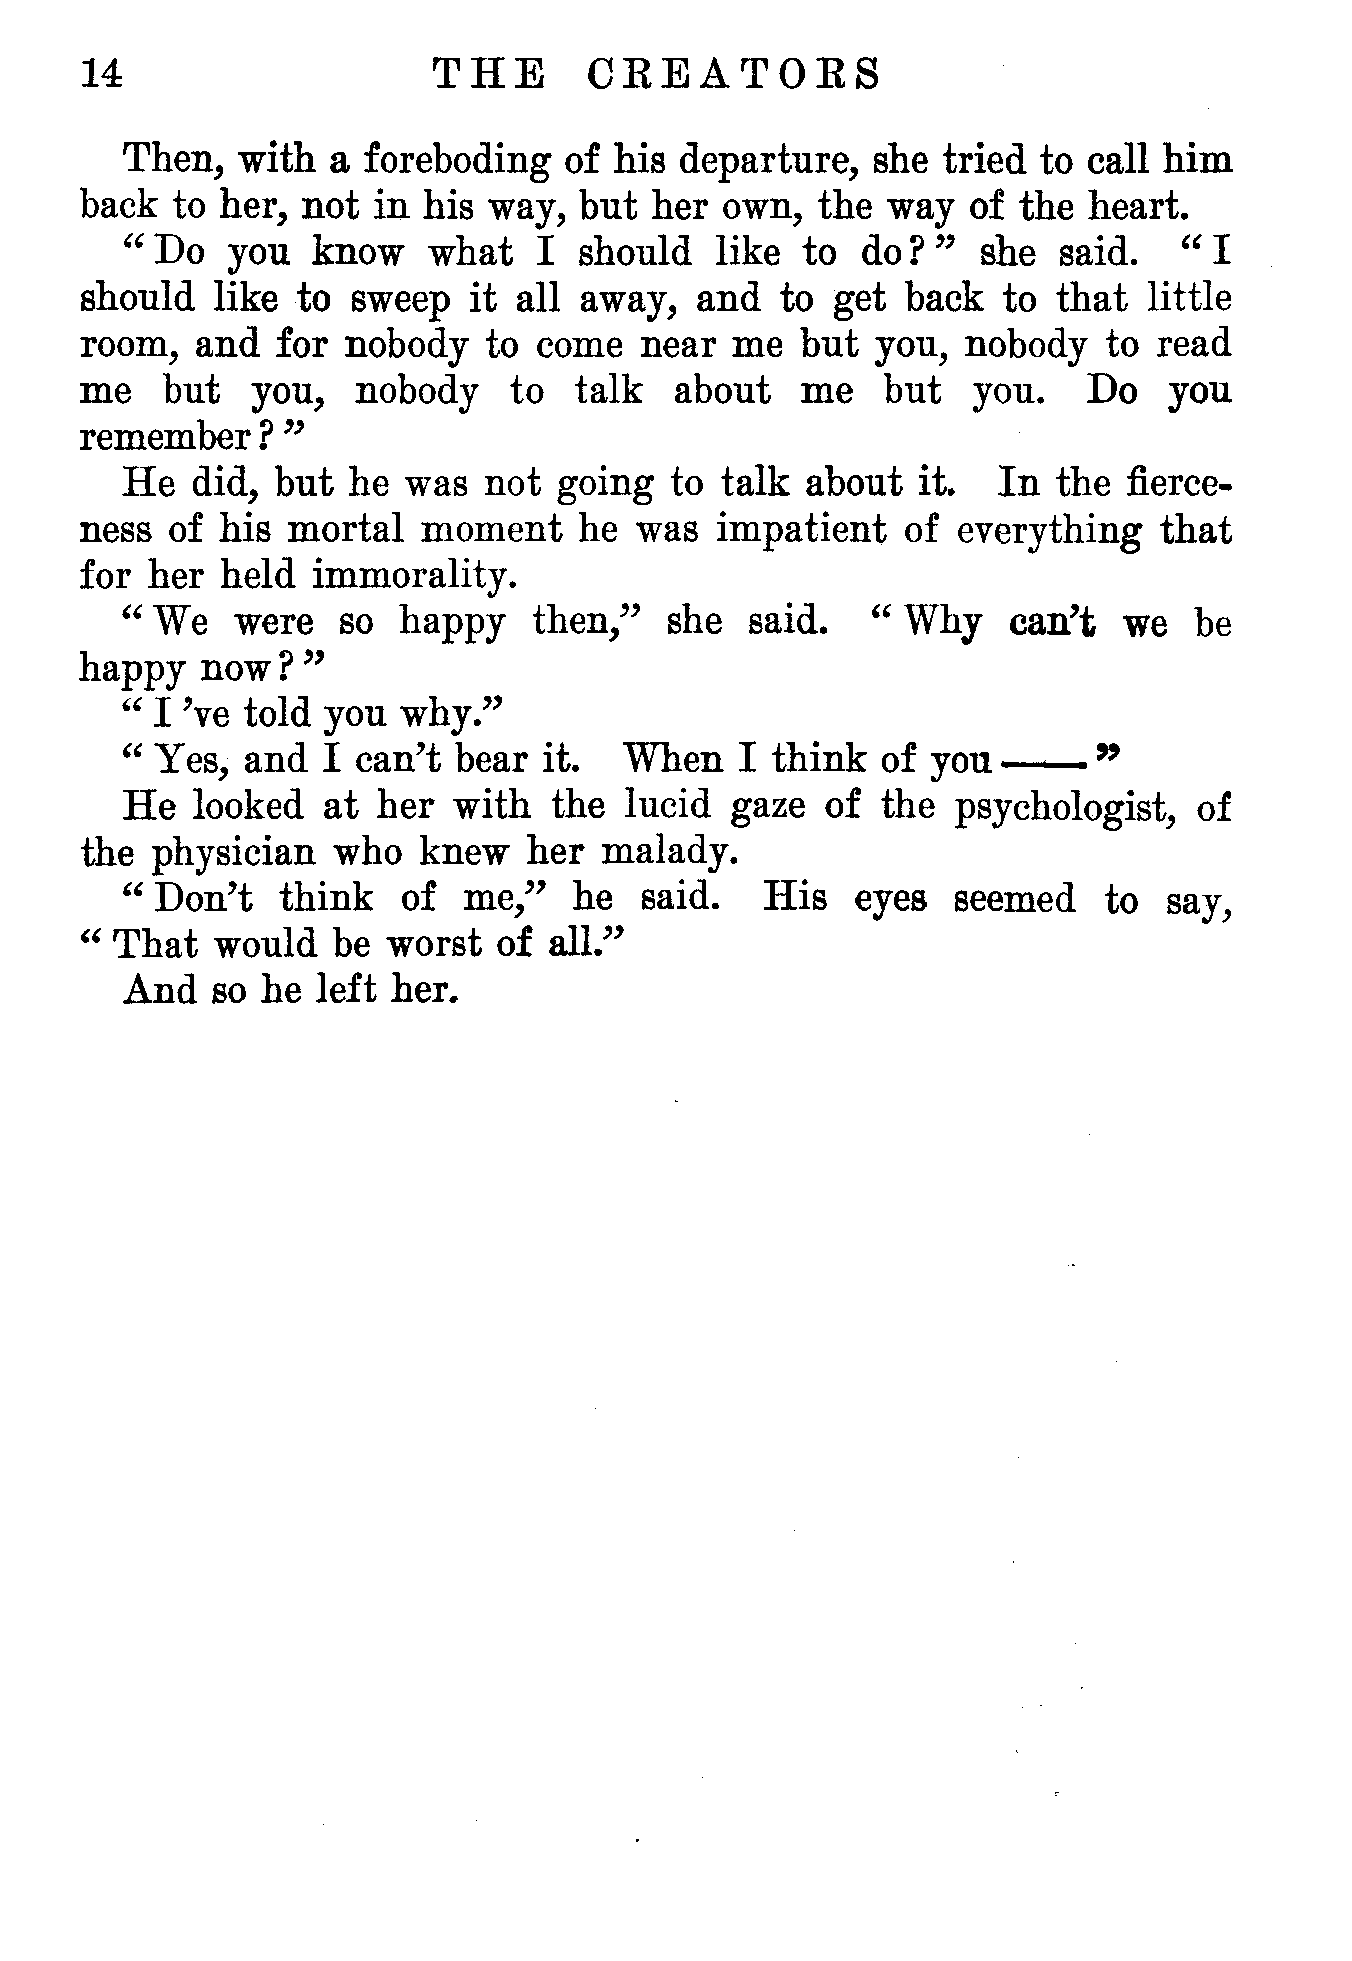 14 THE CREATORS
Then, with a foreboding of his departure, she tried to call him
back to her, not in his way, but her own, the way of the heart.
“Do you know what I should like to do?” she said. “I
should like to sweep it all away, and to get back to that little
room, and for nobody to come near me but you, nobody to read
me but you, nobody to talk about me but you. Do you
remember?”
He did, but he was not going to talk about it. In the fierce-
ness of his mortal moment he was impatient of everything that
for her held immorality.
“We were so happy then,” she said. “Why can’t we be
happy now?”
“I ’ve told you why.”
“Yes, and I can’t bear it. When I think of you——”
He looked at her with the lucid gaze of the psychologist, of
the physician who knew her malady.
“Don’t think of me,” he said. His eyes seemed to say,
“That would be worst of all.”
And so he left her.